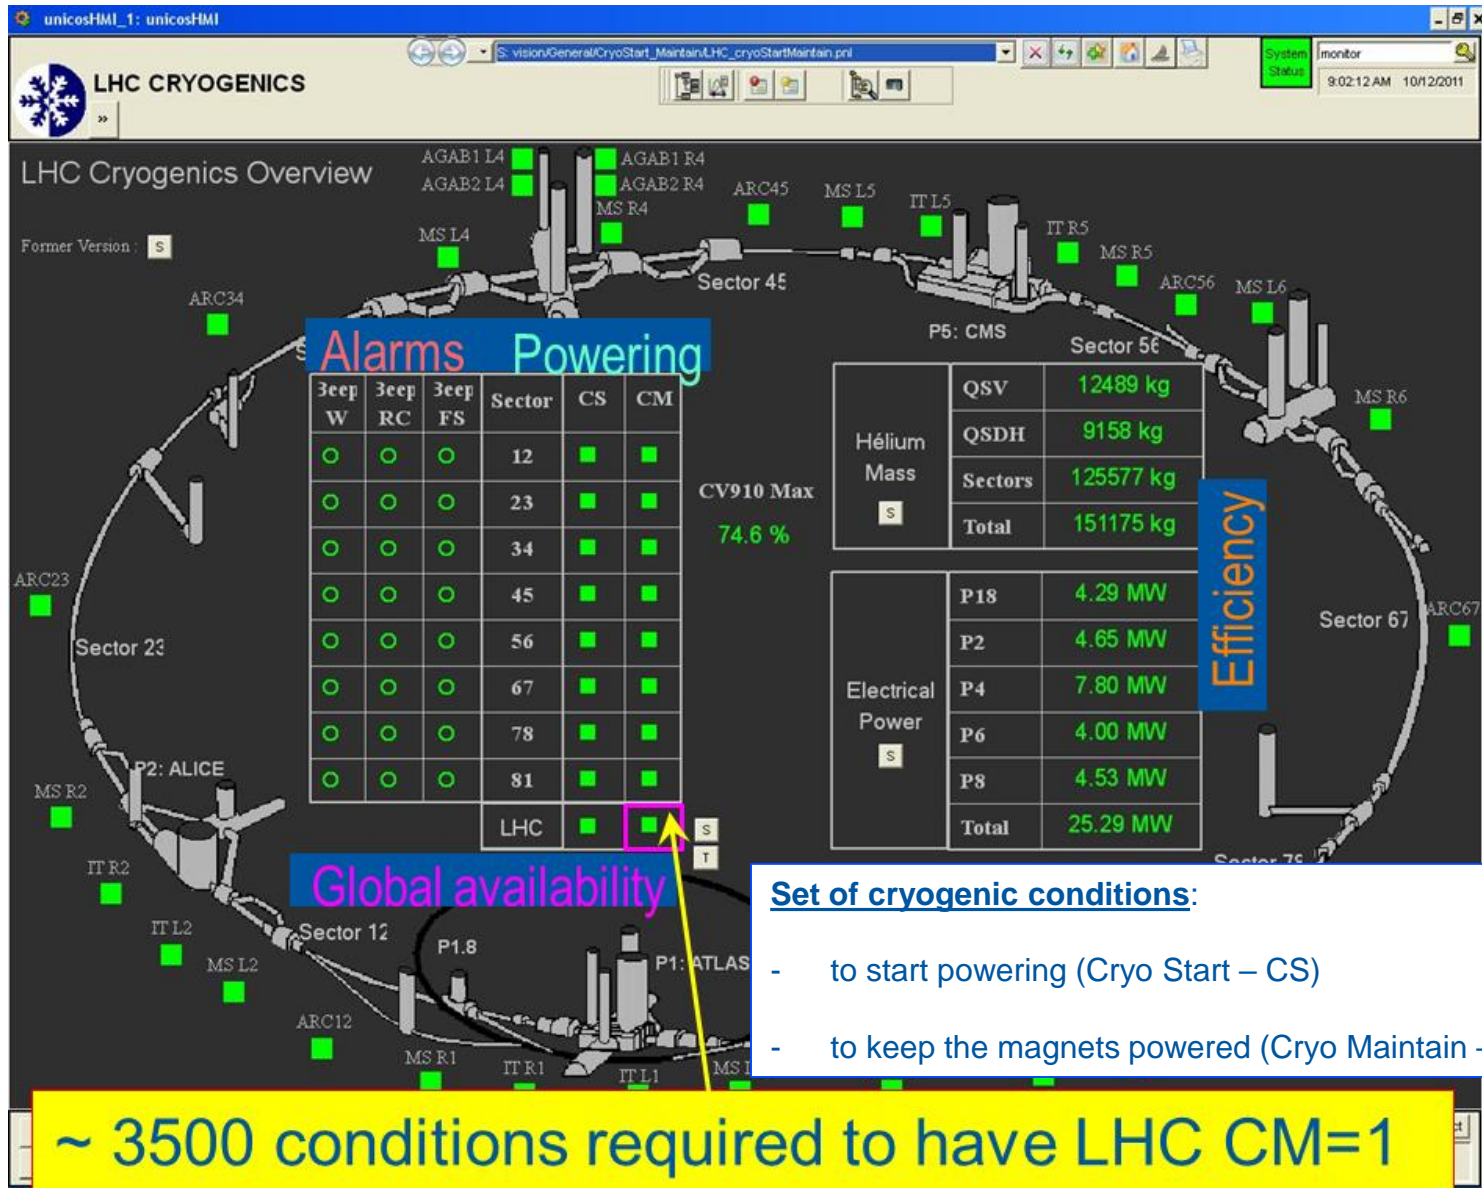 unicosHMI_1: unicosHMI
S: vision/General/CryoStart_Maintain/LHC_cryoStartMaintain.pnl
System Status
monitor
9:02:12 AM 10/12/2011
LHC CRYOGENICS
»
LHC Cryogenics Overview
Former Version : S
AGAB1 L4
AGAB1 R4
AGAB2 L4
AGAB2 R4
MS L4
MS R4
ARC45
MS L5
IT L5
IT R5
MS R5
ARC56
MS L6
MS R6
ARC34
Sector 45
P5: CMS
Sector 56
Alarms Powering
Beep W Beep RC Beep FS Sector CS CM
12
23
34
45
56
67
78
81
LHC
S
T
CV910 Max
74.6 %
Hélium Mass
S
QSV 12489 kg
QSDH 9158 kg
Sectors 125577 kg
Total 151175 kg
Efficiency
Electrical Power
S
P18 4.29 MW
P2 4.65 MW
P4 7.80 MW
P6 4.00 MW
P8 4.53 MW
Total 25.29 MW
ARC23
Sector 23
Sector 67
ARC67
P2: ALICE
MS R2
IT R2
IT L2
MS L2
ARC12
Global availability
Sector 12
P1.8
P1: ATLAS
Sector 78
MS R1
IT R1
IT L1
MS
Set of cryogenic conditions:
- to start powering (Cryo Start – CS)
- to keep the magnets powered (Cryo Maintain -
~ 3500 conditions required to have LHC CM=1